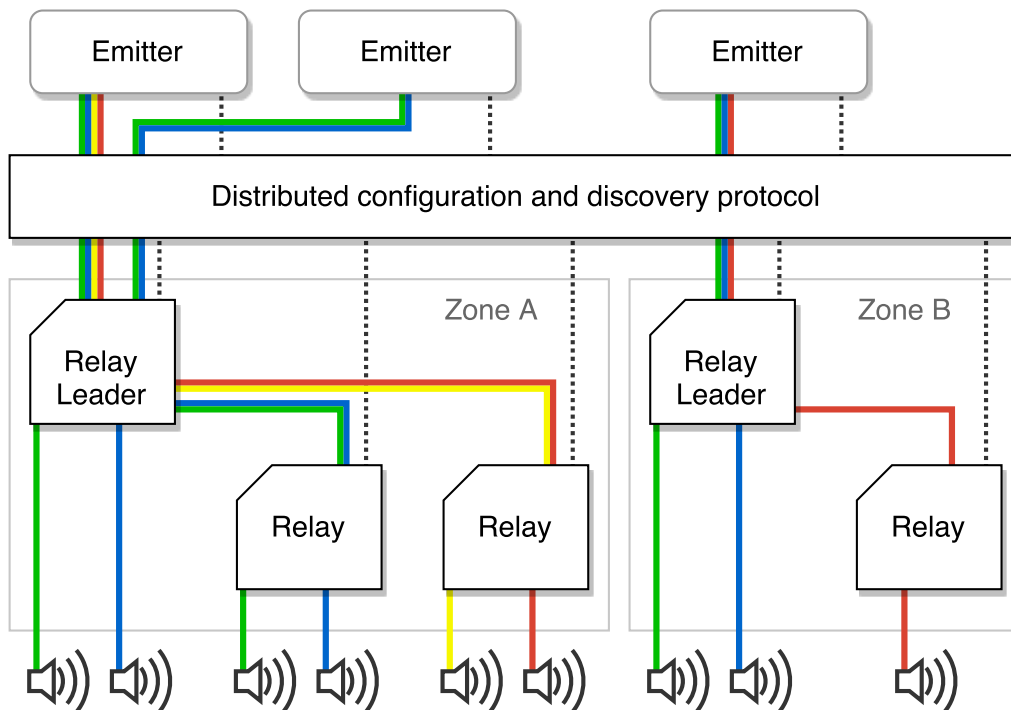 Emitter
Emitter
Emitter
Distributed configuration and discovery protocol
Zone A
Zone B
Relay
Leader
Relay
Leader
Relay
Relay
Relay